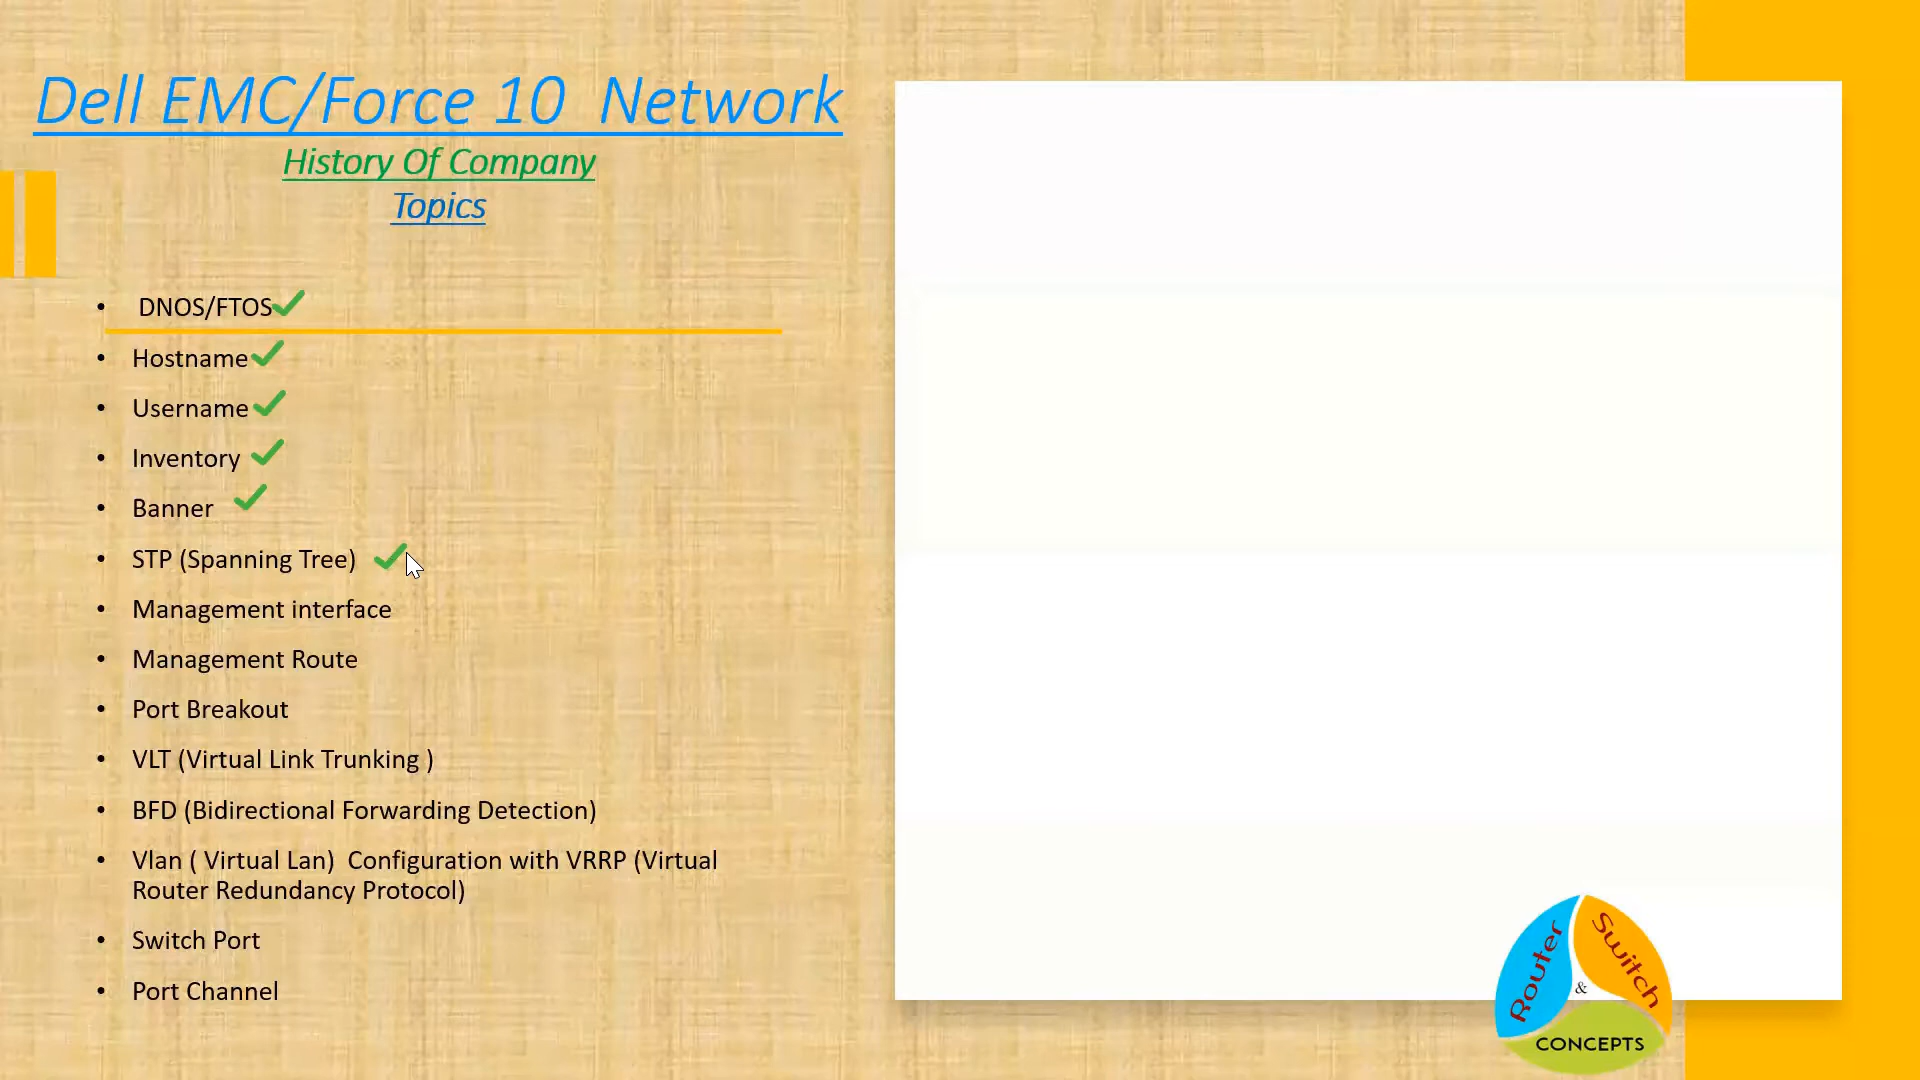 Dell EMC/Force 10  Network
History Of Company
Topics
• DNOS/FTOS
• Hostname
• Username
• Inventory
• Banner
• STP (Spanning Tree)
• Management interface
• Management Route
• Port Breakout
• VLT (Virtual Link Trunking )
• BFD (Bidirectional Forwarding Detection)
• Vlan ( Virtual Lan)  Configuration with VRRP (Virtual
Router Redundancy Protocol)
• Switch Port
• Port Channel
Router
&
Switch
CONCEPTS